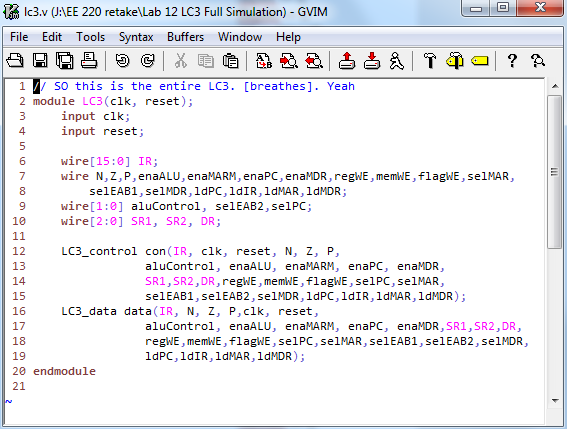 lc3.v (J:\EE 220 retake\Lab 12 LC3 Full Simulation) - GVIM
File Edit Tools Syntax Buffers Window Help
1 // SO this is the entire LC3. [breathes]. Yeah
2 module LC3(clk, reset);
3 input clk;
4 input reset;
5
6 wire[15:0] IR;
7 wire N,Z,P,enaALU,enaMARM,enaPC,enaMDR,regWE,memWE,flagWE,selMAR,
8 selEAB1,selMDR,ldPC,ldIR,ldMAR,ldMDR;
9 wire[1:0] aluControl, selEAB2,selPC;
10 wire[2:0] SR1, SR2, DR;
11
12 LC3_control con(IR, clk, reset, N, Z, P,
13 aluControl, enaALU, enaMARM, enaPC, enaMDR,
14 SR1,SR2,DR,regWE,memWE,flagWE,selPC,selMAR,
15 selEAB1,selEAB2,selMDR,ldPC,ldIR,ldMAR,ldMDR);
16 LC3_data data(IR, N, Z, P,clk, reset,
17 aluControl, enaALU, enaMARM, enaPC, enaMDR,SR1,SR2,DR,
18 regWE,memWE,flagWE,selPC,selMAR,selEAB1,selEAB2,selMDR,
19 ldPC,ldIR,ldMAR,ldMDR);
20 endmodule
21
~